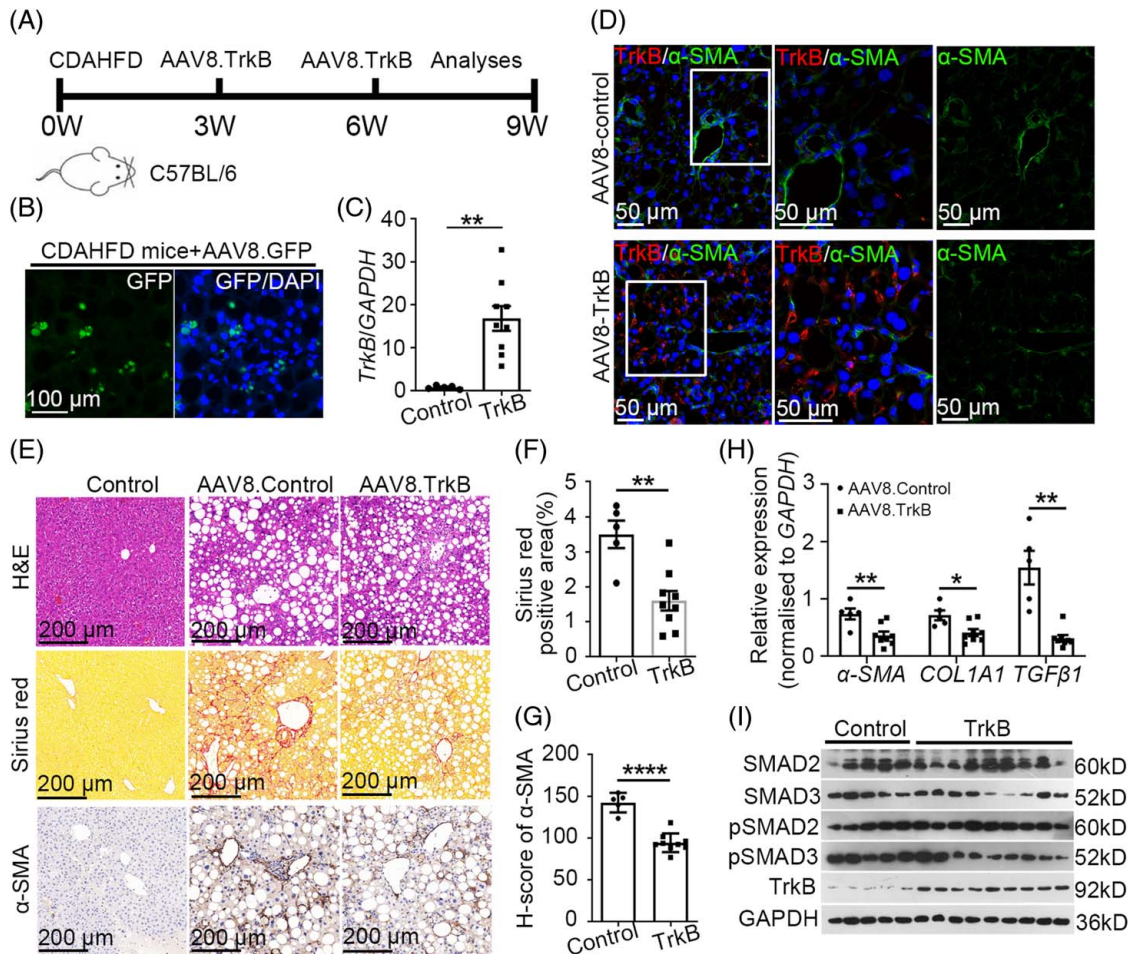 (A)
CDAHFD AAV8.TrkB AAV8.TrkB Analyses
0W 3W 6W 9W
C57BL/6
(B)
CDAHFD mice+AAV8.GFP
GFP GFP/DAPI
100 µm
(C)
TrkB/GAPDH
40
30
20
10
0
**
Control TrkB
(D)
AAV8-control
TrkB/α-SMA TrkB/α-SMA α-SMA
50 µm 50 µm 50 µm
AAV8-TrkB
TrkB/α-SMA TrkB/α-SMA α-SMA
50 µm 50 µm 50 µm
(E)
Control AAV8.Control AAV8.TrkB
H&E
200 µm 200 µm 200 µm
Sirius red
200 µm 200 µm 200 µm
α-SMA
200 µm 200 µm 200 µm
(F)
Sirius red
positive area(%)
5
4
3
2
1
0
**
Control TrkB
(G)
H-score of α-SMA
200
150
100
50
0
****
Control TrkB
(H)
Relative expression
(normalised to GAPDH)
3
2
1
0
AAV8.Control
AAV8.TrkB
** * **
α-SMA COL1A1 TGFβ1
(I)
Control TrkB
SMAD2 60kD
SMAD3 52kD
pSMAD2 60kD
pSMAD3 52kD
TrkB 92kD
GAPDH 36kD